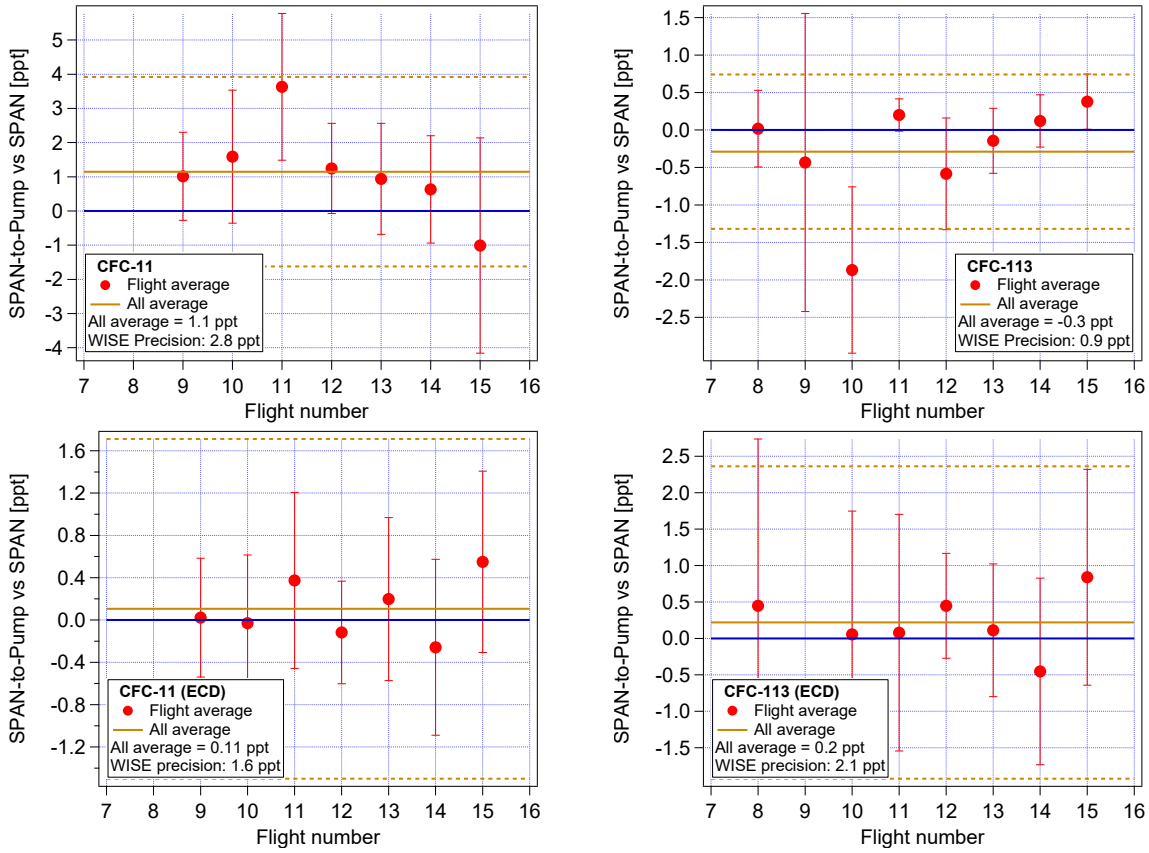 SPAN-to-Pump vs SPAN [ppt]
5
4
3
2
1
0
-1
-2
-3
-4
CFC-11
Flight average
All average
All average = 1.1 ppt
WISE Precision: 2.8 ppt
7 8 9 10 11 12 13 14 15 16
Flight number
SPAN-to-Pump vs SPAN [ppt]
1.5
1.0
0.5
0.0
-0.5
-1.0
-1.5
-2.0
-2.5
CFC-113
Flight average
All average
All average = -0.3 ppt
WISE Precision: 0.9 ppt
7 8 9 10 11 12 13 14 15 16
Flight number
SPAN-to-Pump vs SPAN [ppt]
1.6
1.2
0.8
0.4
0.0
-0.4
-0.8
-1.2
CFC-11 (ECD)
Flight average
All average
All average = 0.11 ppt
WISE precision: 1.6 ppt
7 8 9 10 11 12 13 14 15 16
Flight number
SPAN-to-Pump vs SPAN [ppt]
2.5
2.0
1.5
1.0
0.5
0.0
-0.5
-1.0
-1.5
CFC-113 (ECD)
Flight average
All average
All average = 0.2 ppt
WISE precision: 2.1 ppt
7 8 9 10 11 12 13 14 15 16
Flight number